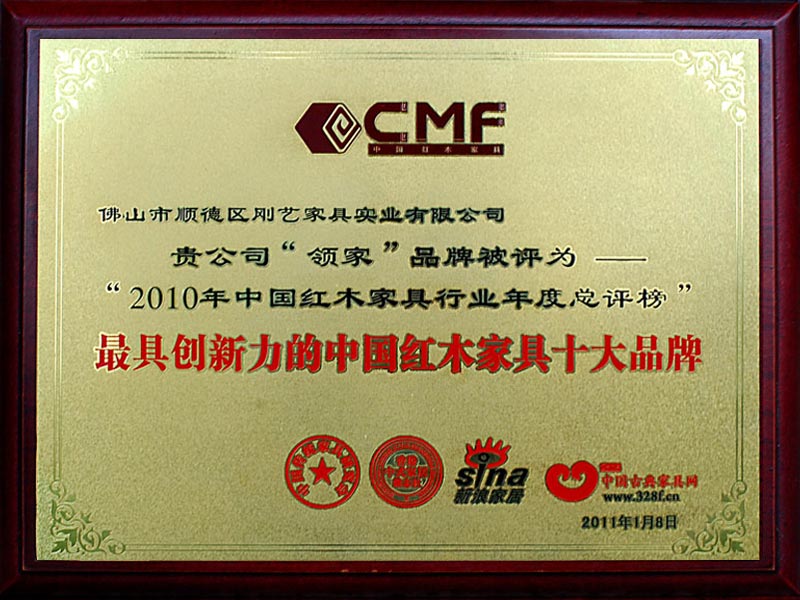 CMF
中国红木家具
佛山市顺德区刚艺家具实业有限公司
贵公司“领家”品牌被评为 ——
“2010年中国红木家具行业年度总评榜”
最具创新力的中国红木家具十大品牌
sina
新浪家居
中国古典家具网
www.328f.cn
2011年1月8日